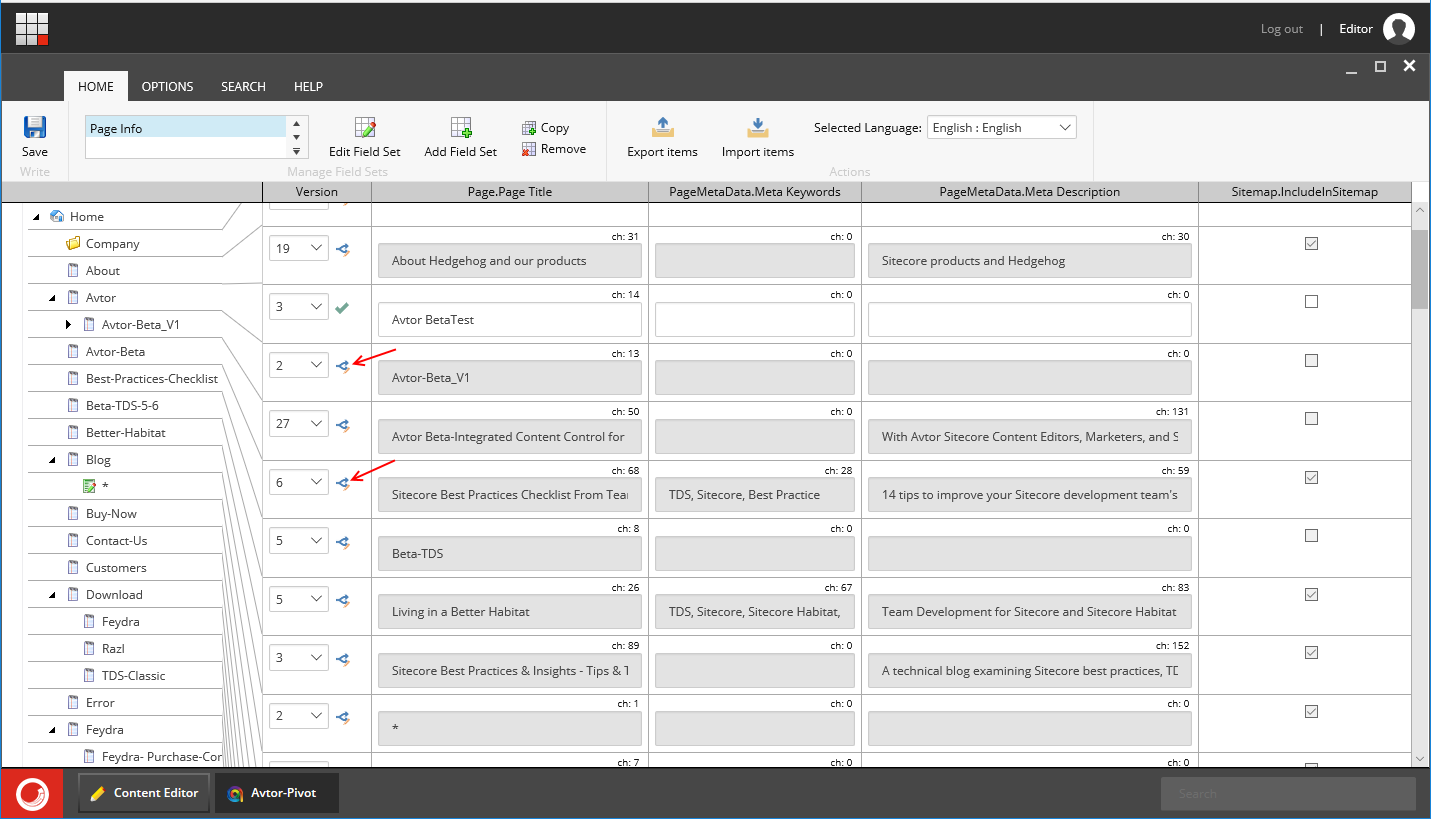 Log out | Editor
HOME OPTIONS SEARCH HELP
Save
Write
Page Info
Edit Field Set
Add Field Set
Copy
Remove
Manage Field Sets
Export items
Import items
Selected Language: English : English
Actions
Version Page.Page Title PageMetaData.Meta Keywords PageMetaData.Meta Description Sitemap.IncludeInSitemap
Home
Company
About
Avtor
Avtor-Beta_V1
Avtor-Beta
Best-Practices-Checklist
Beta-TDS-5-6
Better-Habitat
Blog
*
Buy-Now
Contact-Us
Customers
Download
Feydra
Razl
TDS-Classic
Error
Feydra
Feydra- Purchase-Cor
ch: 31 ch: 0 ch: 30
19 About Hedgehog and our products Sitecore products and Hedgehog
ch: 14 ch: 0 ch: 0
3 Avtor BetaTest
ch: 13 ch: 0 ch: 0
2 Avtor-Beta_V1
ch: 50 ch: 0 ch: 131
27 Avtor Beta-Integrated Content Control for With Avtor Sitecore Content Editors, Marketers, and S
ch: 68 ch: 28 ch: 59
6 Sitecore Best Practices Checklist From Tear TDS, Sitecore, Best Practice 14 tips to improve your Sitecore development team's
ch: 8 ch: 0 ch: 0
5 Beta-TDS
ch: 26 ch: 67 ch: 83
5 Living in a Better Habitat TDS, Sitecore, Sitecore Habitat, Team Development for Sitecore and Sitecore Habitat
ch: 89 ch: 0 ch: 152
3 Sitecore Best Practices & Insights - Tips & T A technical blog examining Sitecore best practices, TD
ch: 1 ch: 0 ch: 0
2 *
ch: 7 ch: 0 ch: 0
Content Editor Avtor-Pivot Search